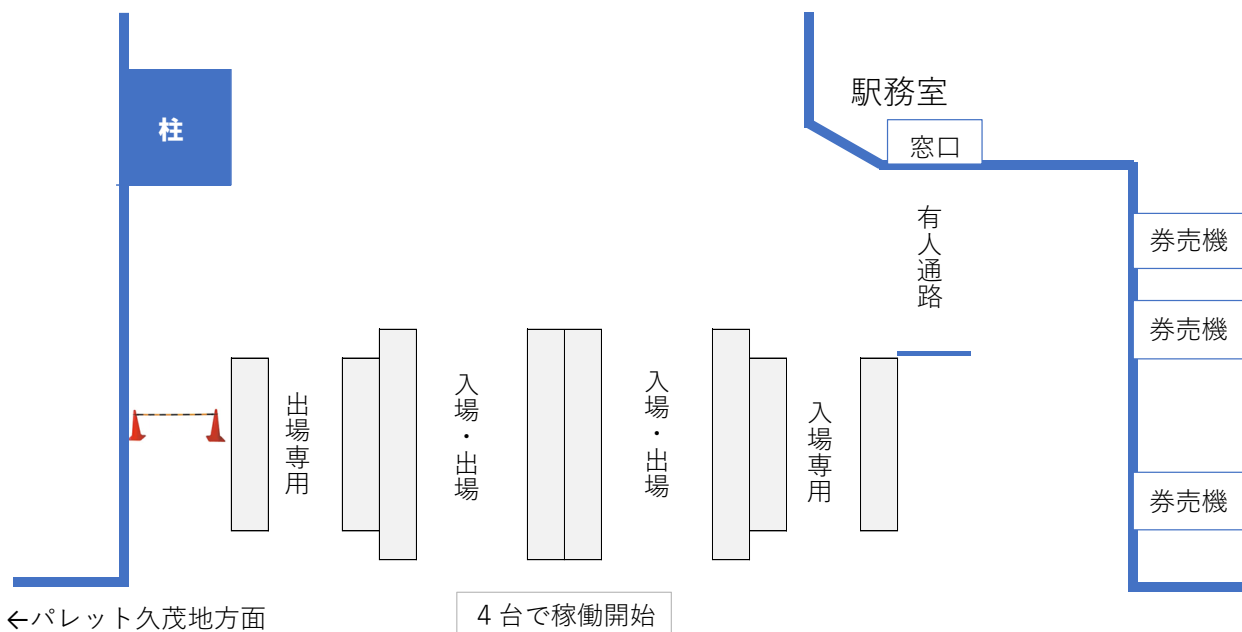 駅務室
柱
窓口
有人通路
券売機
券売機
出場専用
入場・出場
入場・出場
入場専用
券売機
←パレット久茂地方面
4台で稼働開始